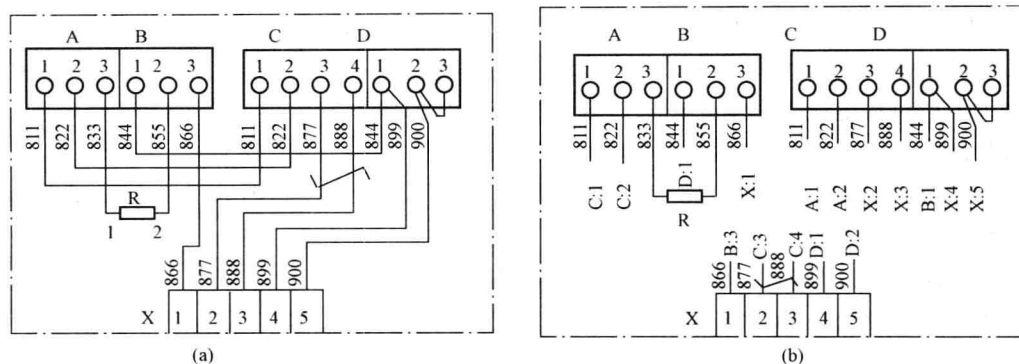 A B C D
1 2 3 1 2 3 1 2 3 4 1 2 3
811 822 833 844 855 866 811 822 877 888 844 899 900
R
1 2
866 877 888 899 900
X 1 2 3 4 5
(a)
A B C D
1 2 3 1 2 3 1 2 3 4 1 2 3
811 822 833 844 855 866 811 822 877 888 844 899 900
C:1 C:2 D:1 X:1 A:1 A:2 X:2 X:3 B:1 X:4 X:5
R
B:3 C:3 C:4 D:1 D:2
866 877 888 899 900
X 1 2 3 4 5
(b)